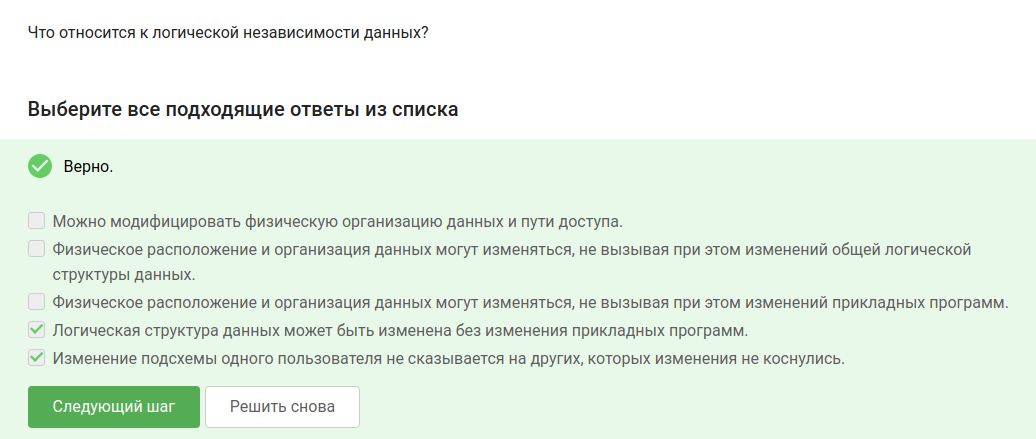 Что относится к логической независимости данных?
Выберите все подходящие ответы из списка
Верно.
Можно модифицировать физическую организацию данных и пути доступа.
Физическое расположение и организация данных могут изменяться, не вызывая при этом изменений общей логической
структуры данных.
Физическое расположение и организация данных могут изменяться, не вызывая при этом изменений прикладных программ.
Логическая структура данных может быть изменена без изменения прикладных программ.
Изменение подсхемы одного пользователя не сказывается на других, которых изменения не коснулись.
Следующий шаг Решить снова